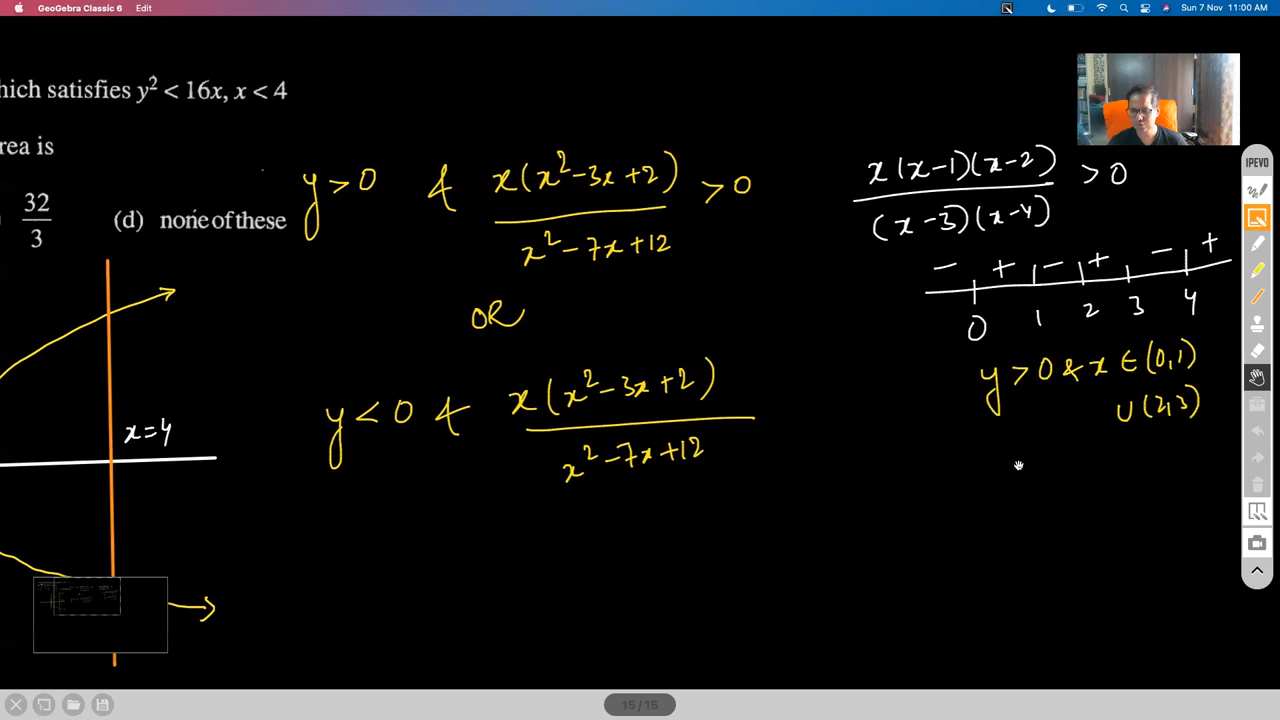 GeoGebra Classic 6 Edit
Sun 7 Nov 11:00 AM
hich satisfies y² < 16x, x < 4
rea is
32/3
(d) none of these
x=4
y > 0 & x(x²-3x+2)/(x²-7x+12) > 0
OR
y < 0 & x(x²-3x+2)/(x²-7x+12)
x(x-1)(x-2)/((x-3)(x-4)) > 0
- + - + - +
0 1 2 3 4
y > 0 & x ∈ (0,1)
∪ (2,3)
IPEVO
15 / 15